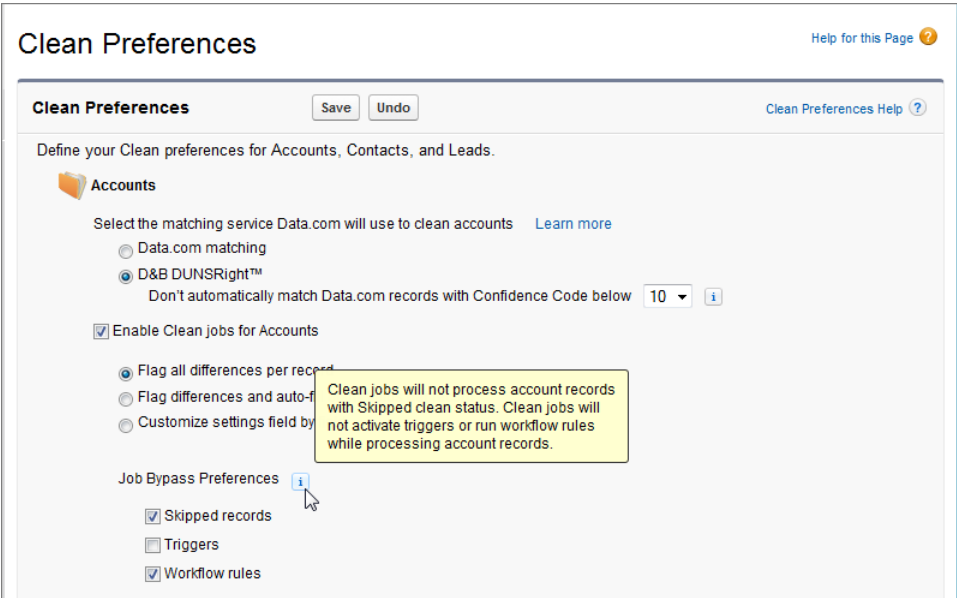 Clean Preferences
Help for this Page ?
Clean Preferences Save Undo Clean Preferences Help ?
Define your Clean preferences for Accounts, Contacts, and Leads.
Accounts
Select the matching service Data.com will use to clean accounts Learn more
Data.com matching
D&B DUNSRight™
Don't automatically match Data.com records with Confidence Code below 10 i
Enable Clean jobs for Accounts
Flag all differences per record
Flag differences and auto-f
Customize settings field by
Clean jobs will not process account records
with Skipped clean status. Clean jobs will
not activate triggers or run workflow rules
while processing account records.
Job Bypass Preferences i
Skipped records
Triggers
Workflow rules